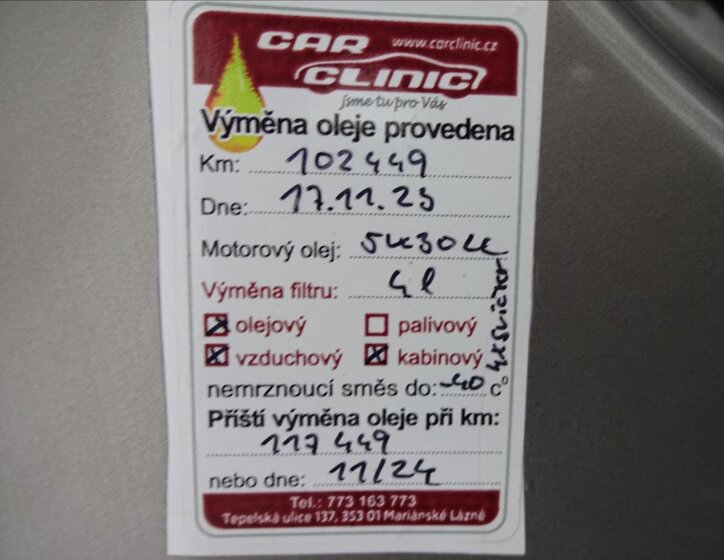 CAR www.carclinic.cz
CLINIC
jsme tu pro Vás
Výměna oleje provedena
Km: 102449
Dne: 17.11.23
Motorový olej:
Výměna filtru: 4l
olejový palivový
vzduchový kabinový
nemrznoucí směs do: -40 c°
Příští výměna oleje při km:
117 449
nebo dne: 11/24
Tel.: 773 163 773
Tepelská ulice 137, 353 01 Mariánské Lázně